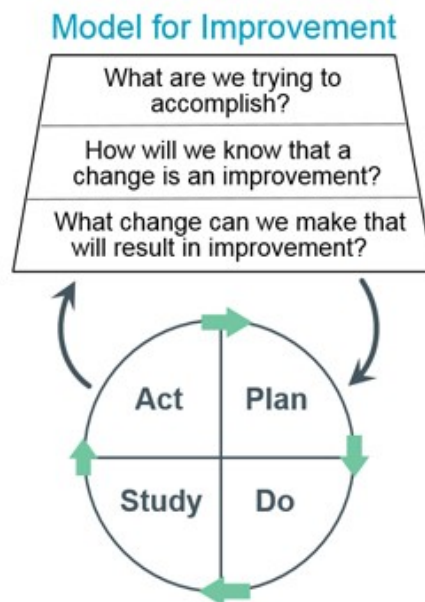 Model for Improvement
What are we trying to
accomplish?
How will we know that a
change is an improvement?
What change can we make that
will result in improvement?
Act
Plan
Study
Do